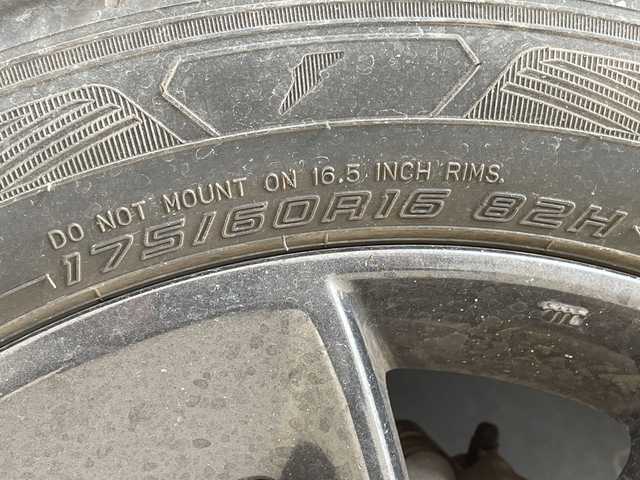 DO NOT MOUNT ON 16.5 INCH RIMS.
175/60R16 82H